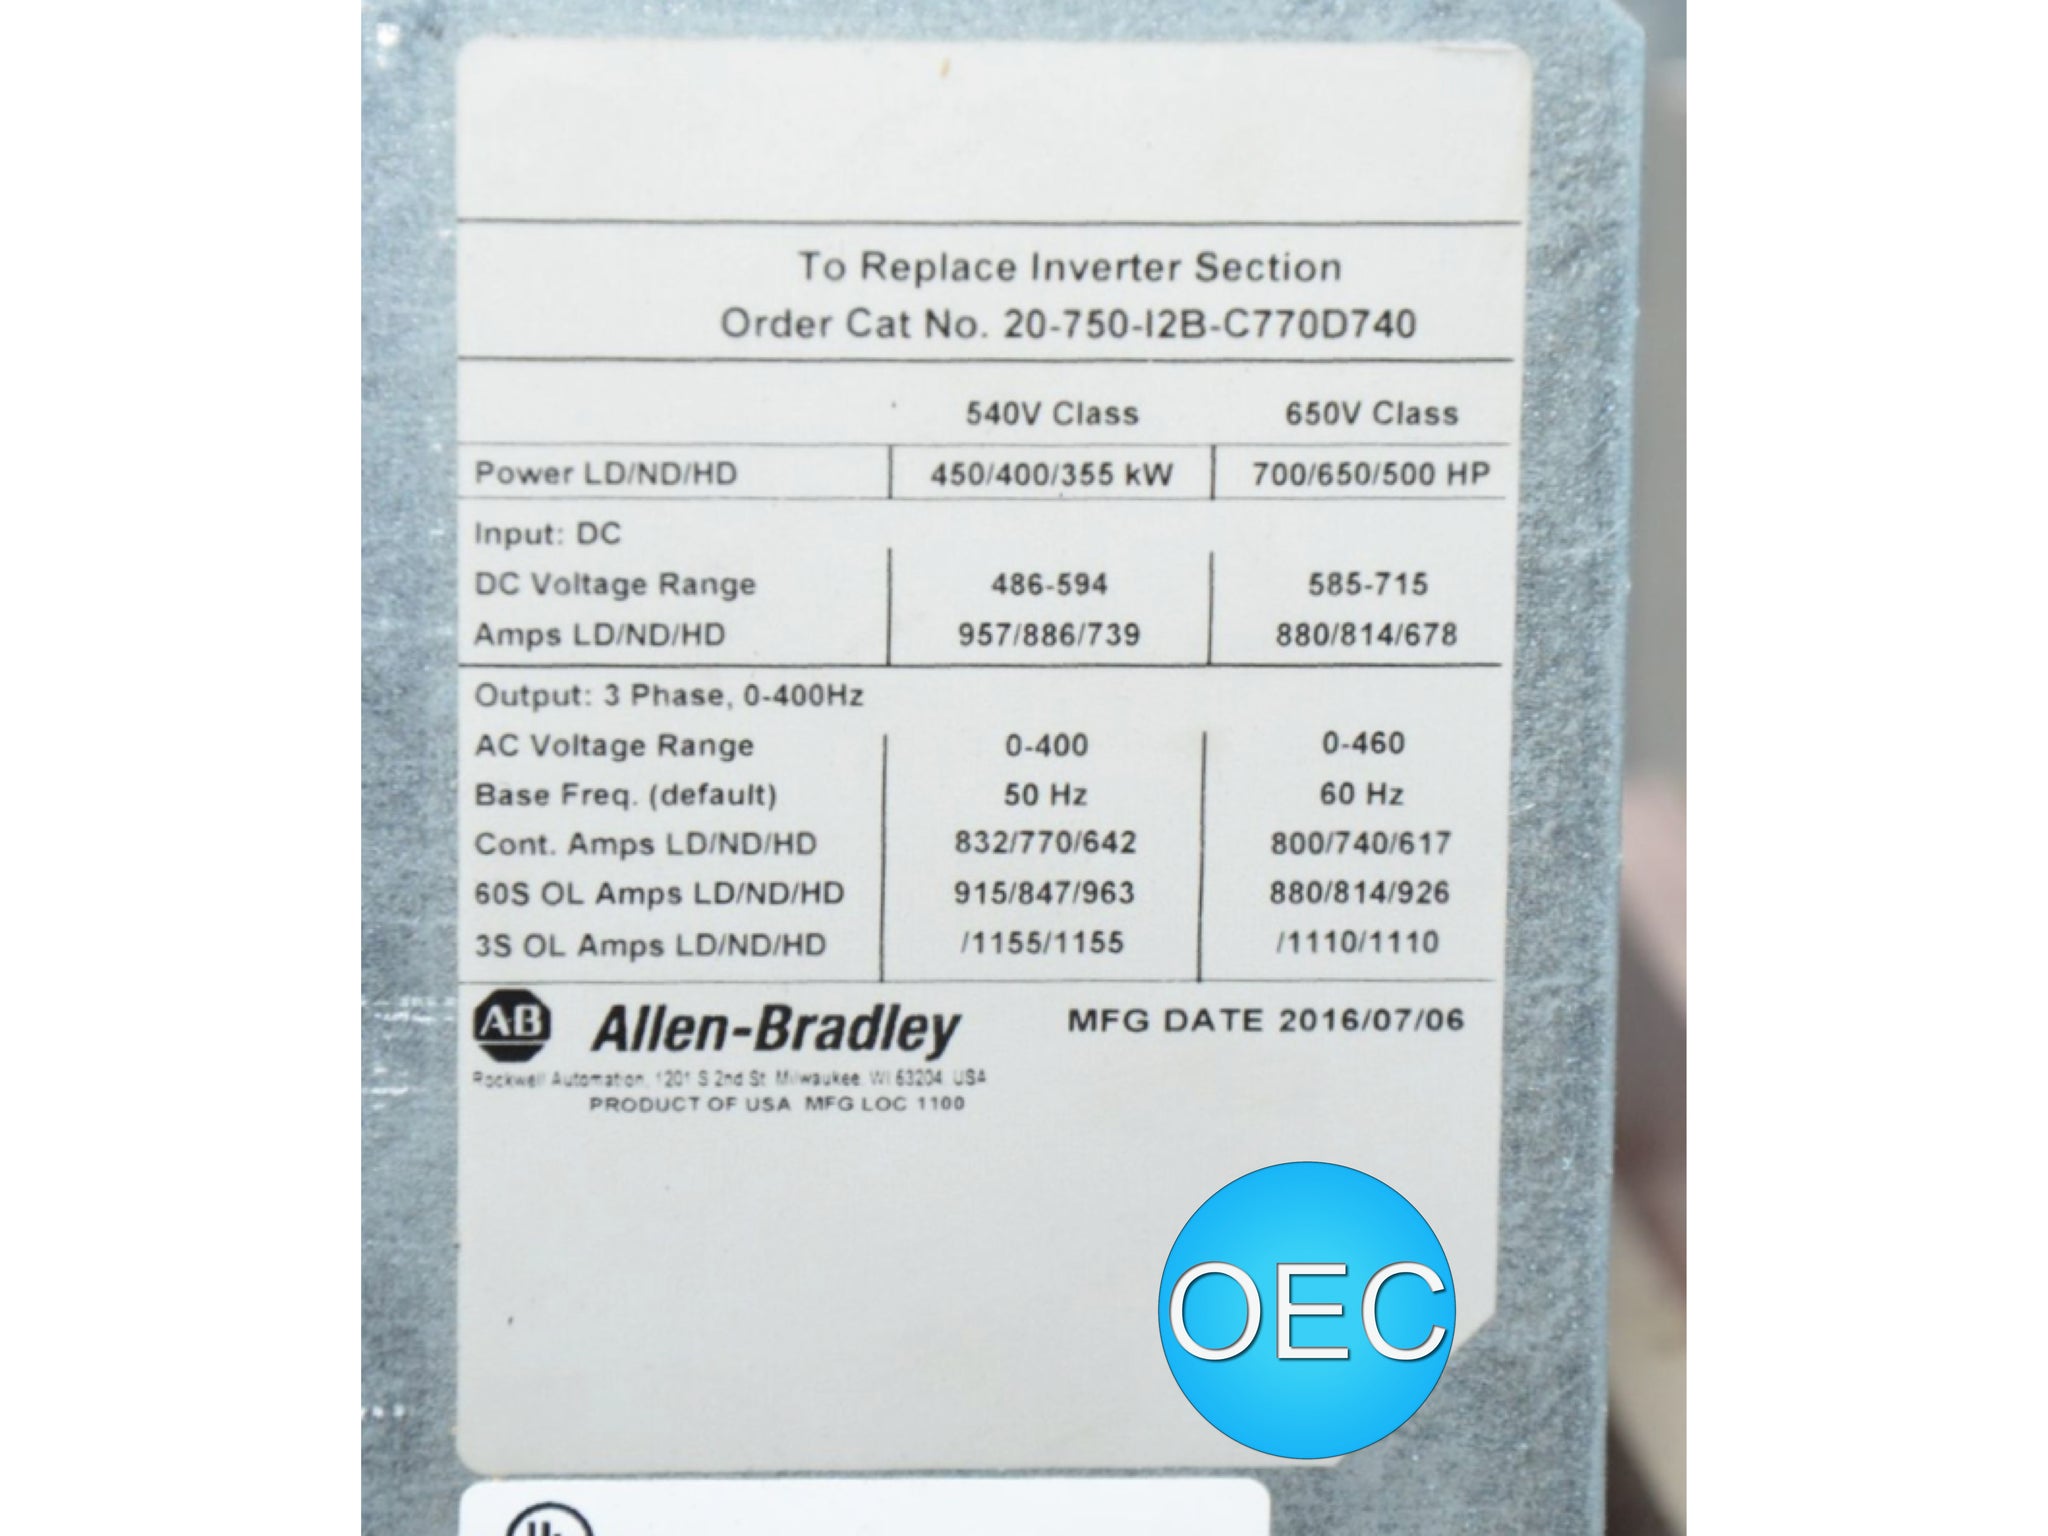 To Replace Inverter Section
Order Cat No. 20-750-I2B-C770D740
540V Class 650V Class
Power LD/ND/HD 450/400/355 kW 700/650/500 HP
Input: DC
DC Voltage Range 486-594 585-715
Amps LD/ND/HD 957/886/739 880/814/678
Output: 3 Phase, 0-400Hz
AC Voltage Range 0-400 0-460
Base Freq. (default) 50 Hz 60 Hz
Cont. Amps LD/ND/HD 832/770/642 800/740/617
60S OL Amps LD/ND/HD 915/847/963 880/814/926
3S OL Amps LD/ND/HD /1155/1155 /1110/1110
AB Allen-Bradley MFG DATE 2016/07/06
Rockwell Automation, 1201 S 2nd St. Milwaukee, WI 53204, USA
PRODUCT OF USA MFG LOC 1100
OEC
UL